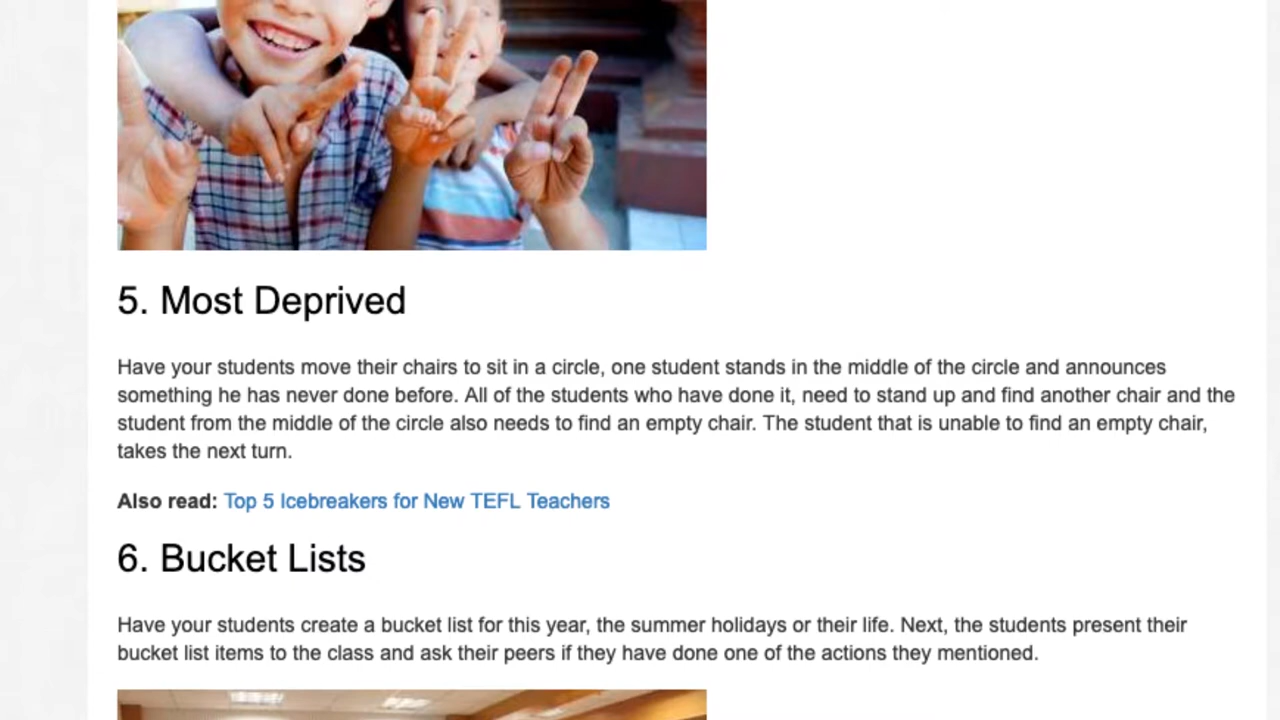 5. Most Deprived
Have your students move their chairs to sit in a circle, one student stands in the middle of the circle and announces
something he has never done before. All of the students who have done it, need to stand up and find another chair and the
student from the middle of the circle also needs to find an empty chair. The student that is unable to find an empty chair,
takes the next turn.
Also read: Top 5 Icebreakers for New TEFL Teachers
6. Bucket Lists
Have your students create a bucket list for this year, the summer holidays or their life. Next, the students present their
bucket list items to the class and ask their peers if they have done one of the actions they mentioned.